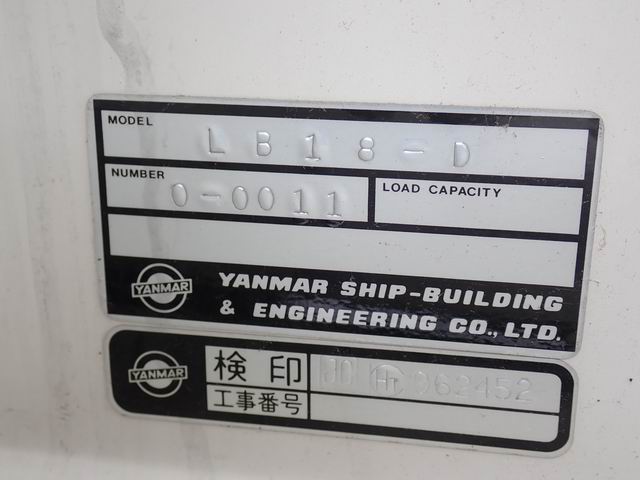 MODEL
LB18-D
NUMBER
0-0011
LOAD CAPACITY
YANMAR
YANMAR SHIP-BUILDING
& ENGINEERING CO., LTD.
YANMAR
検印
062452
工事番号